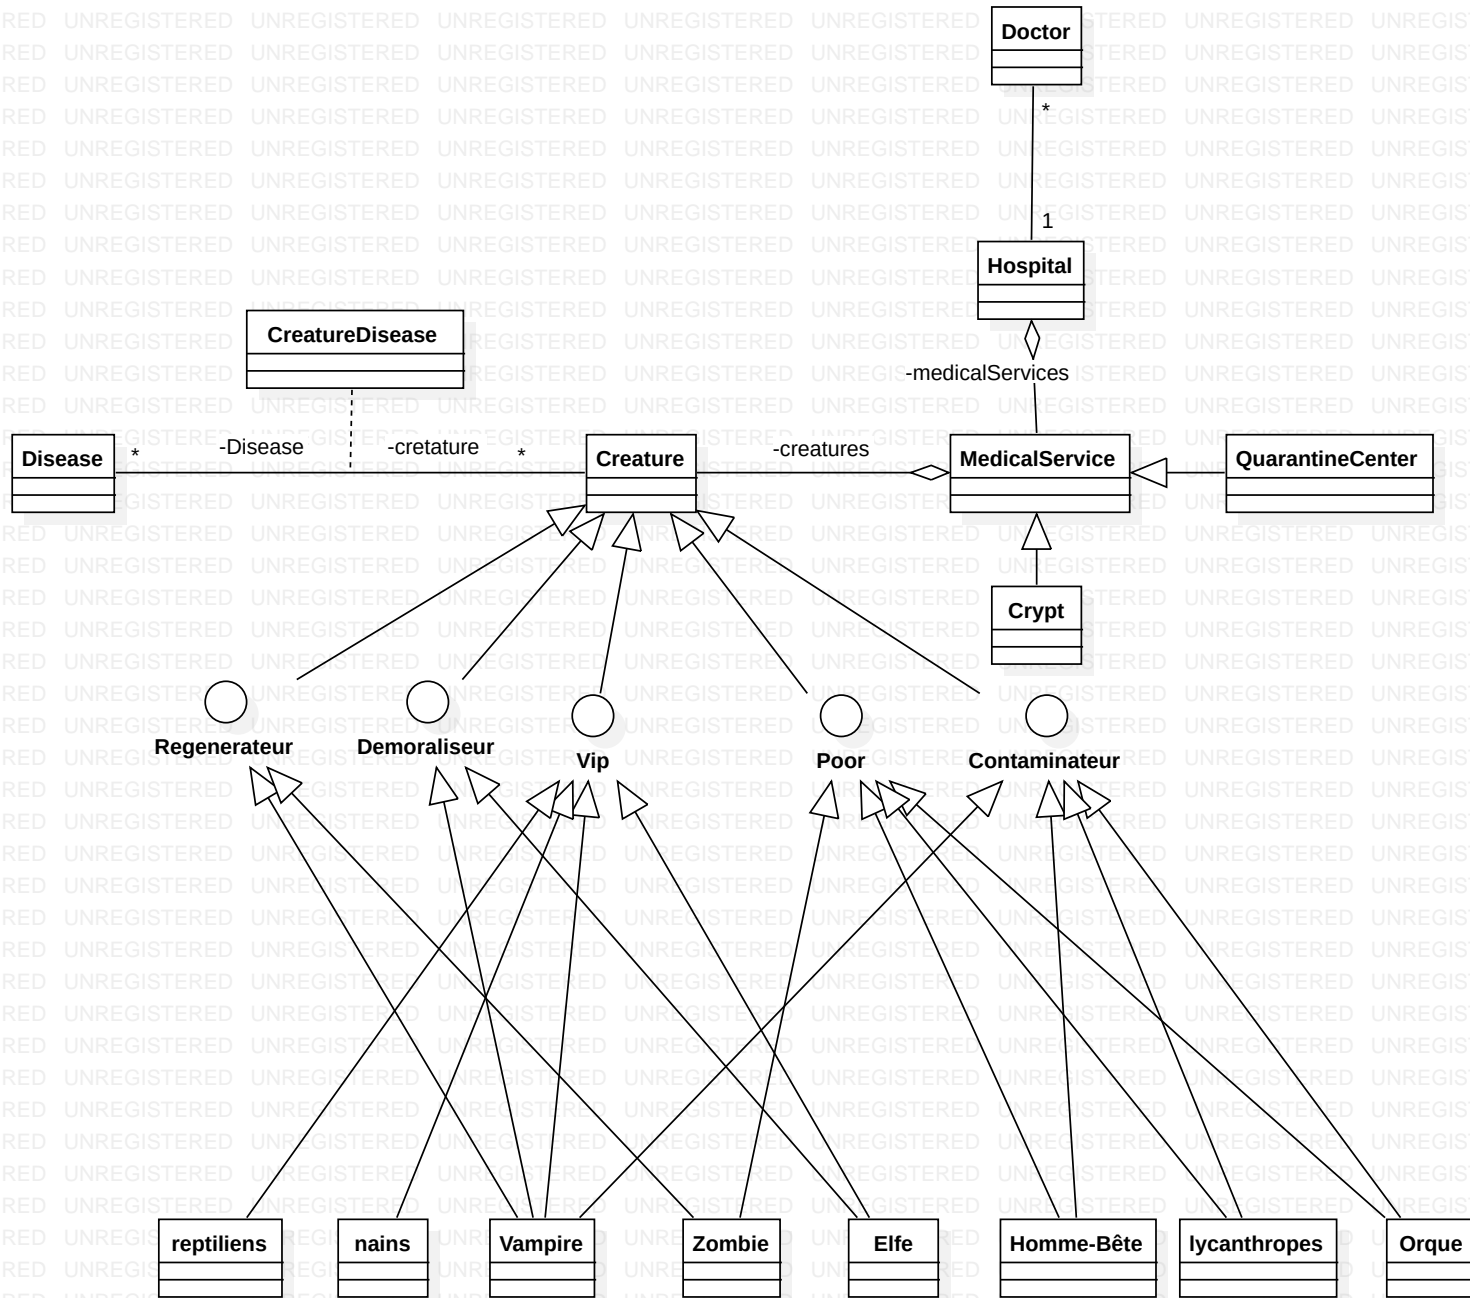 Doctor
*
1
Hospital
CreatureDisease
-medicalServices
Disease
*
-Disease
-cretature
*
Creature
-creatures
MedicalService
QuarantineCenter
Crypt
Regenerateur
Demoraliseur
Vip
Poor
Contaminateur
reptiliens
nains
Vampire
Zombie
Elfe
Homme-Bête
lycanthropes
Orque
UNREGISTERED